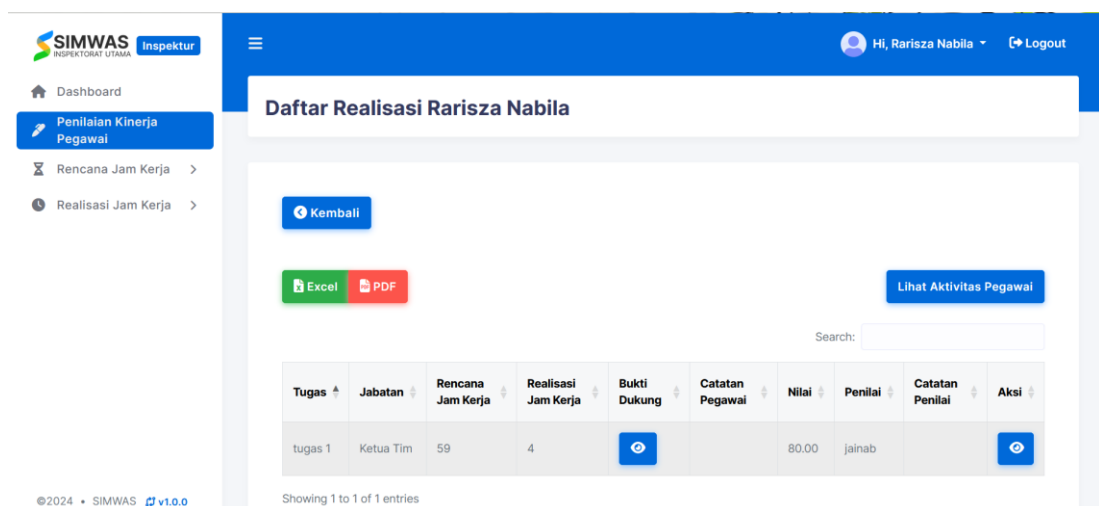 SIMWAS
INSPEKTORAT UTAMA
Inspektur
Hi, Rarisza Nabila
Logout
Dashboard
Penilaian Kinerja
Pegawai
Rencana Jam Kerja
Realisasi Jam Kerja
©2024 • SIMWAS v1.0.0
Daftar Realisasi Rarisza Nabila
Kembali
Excel
PDF
Lihat Aktivitas Pegawai
Search:
Tugas Jabatan Rencana Jam Kerja Realisasi Jam Kerja Bukti Dukung Catatan Pegawai Nilai Penilai Catatan Penilai Aksi
tugas 1 Ketua Tim 59 4 80.00 jainab
Showing 1 to 1 of 1 entries